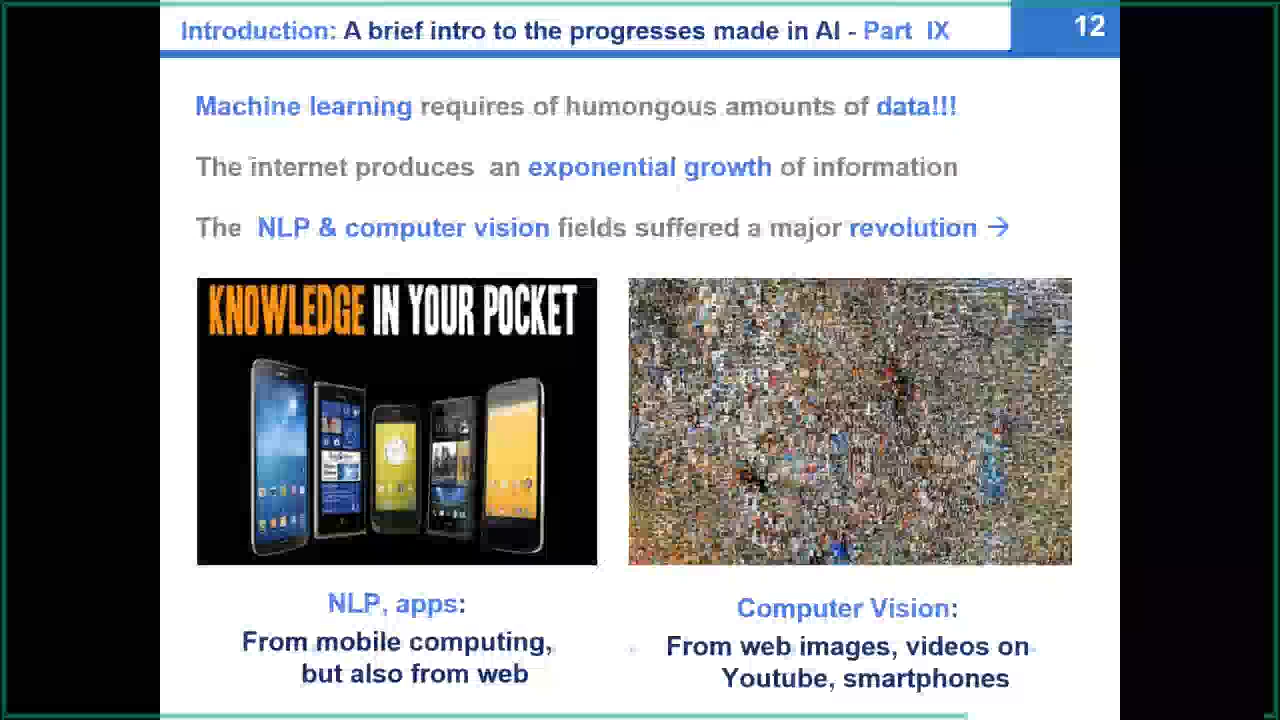 Introduction: A brief intro to the progresses made in AI - Part IX
12
Machine learning requires of humongous amounts of data!!!
The internet produces an exponential growth of information
The NLP & computer vision fields suffered a major revolution →
KNOWLEDGE IN YOUR POCKET
NLP, apps:
From mobile computing,
but also from web
Computer Vision:
From web images, videos on
Youtube, smartphones